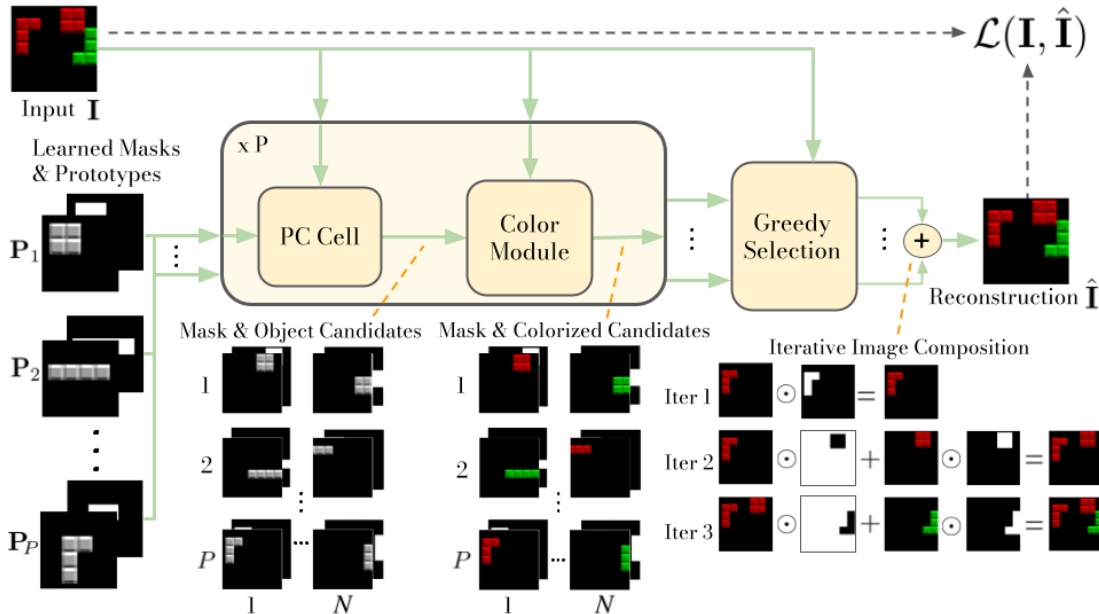 𝓛(𝐈, 𝐈̂)
Input 𝐈
Learned Masks
& Prototypes
x P
𝐏₁
PC Cell
Color
Module
Greedy
Selection
+
Reconstruction 𝐈̂
Mask & Object Candidates
Mask & Colorized Candidates
Iterative Image Composition
𝐏₂
1
1
Iter 1 ⊙ =
2
2
Iter 2 ⊙ + ⊙ =
𝐏_P
P
P
Iter 3 ⊙ + ⊙ =
1 N
1 N